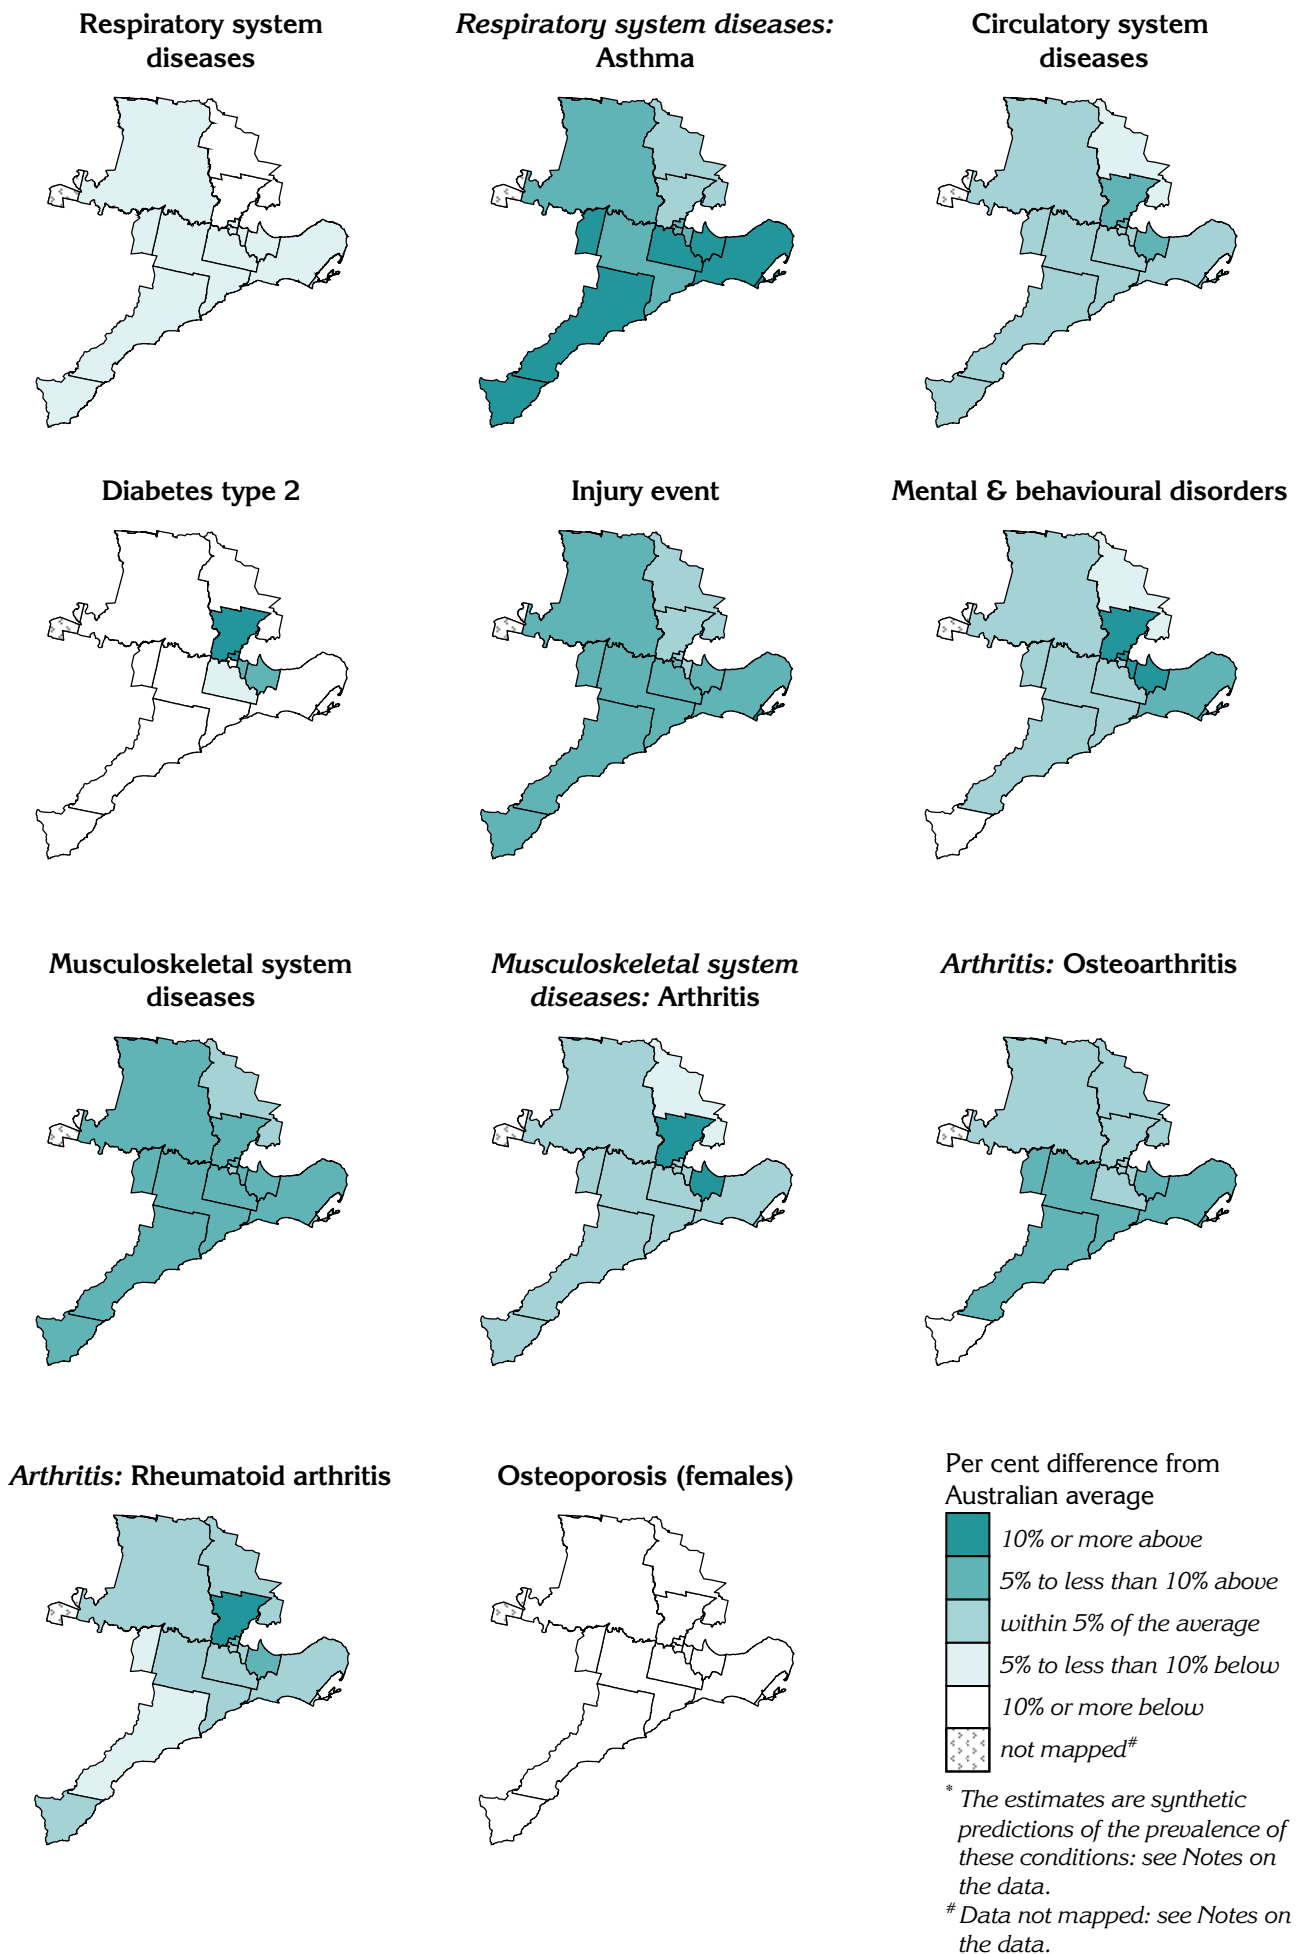 Respiratory system
diseases
Respiratory system diseases:
Asthma
Circulatory system
diseases
Diabetes type 2
Injury event
Mental & behavioural disorders
Musculoskeletal system
diseases
Musculoskeletal system
diseases: Arthritis
Arthritis: Osteoarthritis
Arthritis: Rheumatoid arthritis
Osteoporosis (females)
Per cent difference from
Australian average
10% or more above
5% to less than 10% above
within 5% of the average
5% to less than 10% below
10% or more below
not mapped#
* The estimates are synthetic
predictions of the prevalence of
these conditions: see Notes on
the data.
# Data not mapped: see Notes on
the data.